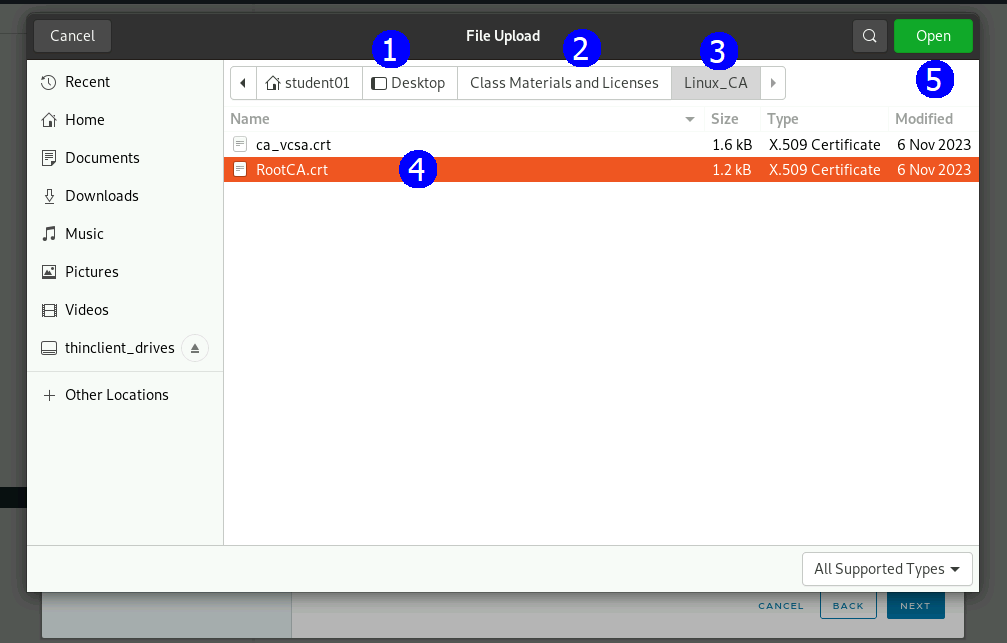 Cancel File Upload Open
1 2 3 5
student01 Desktop Class Materials and Licenses Linux_CA
Name Size Type Modified
ca_vcsa.crt 1.6 kB X.509 Certificate 6 Nov 2023
RootCA.crt 4 1.2 kB X.509 Certificate 6 Nov 2023
Recent
Home
Documents
Downloads
Music
Pictures
Videos
thinclient_drives
Other Locations
All Supported Types
CANCEL BACK NEXT